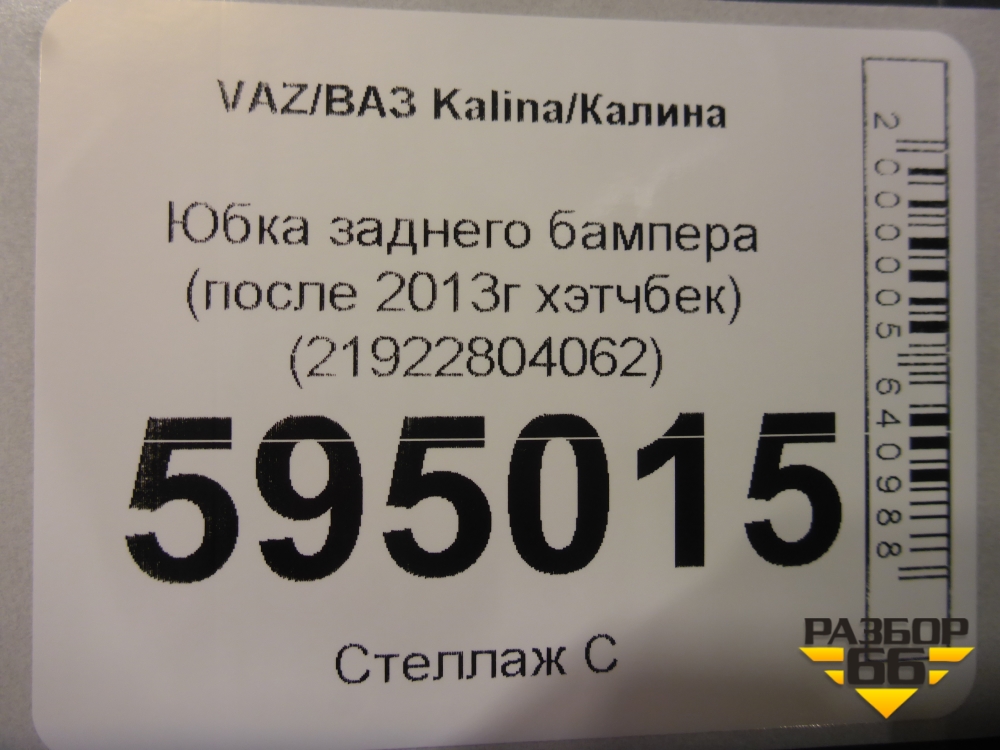 VAZ/ВАЗ Kalina/Калина
Юбка заднего бампера
(после 2013г хэтчбек)
(21922804062)
595015
Стеллаж С
2000005640988
РАЗБОР
66